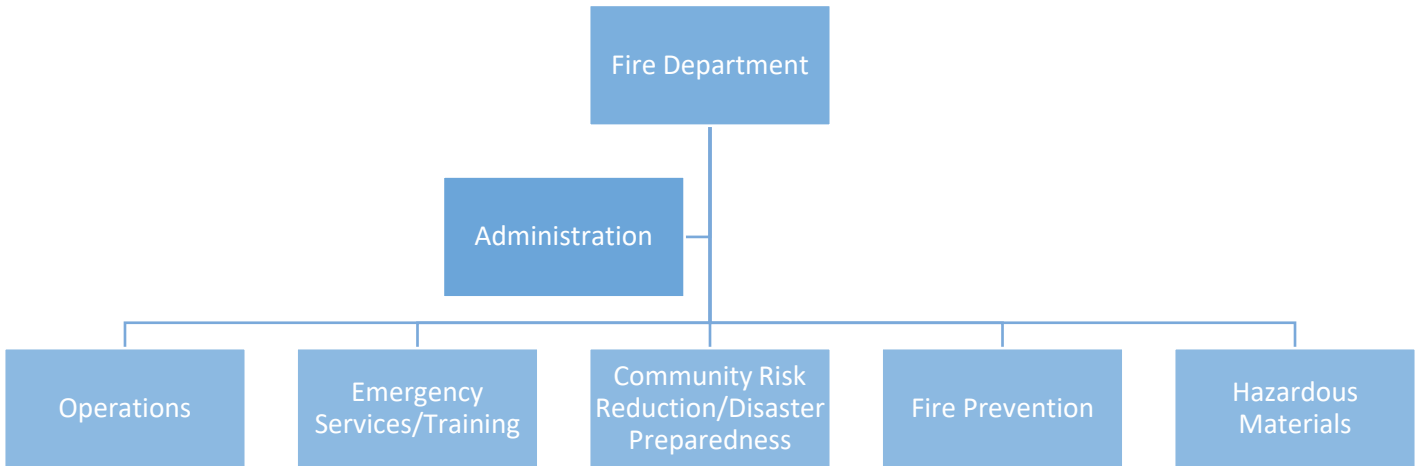 Fire Department
Administration
Operations
Emergency
Services/Training
Community Risk
Reduction/Disaster
Preparedness
Fire Prevention
Hazardous
Materials